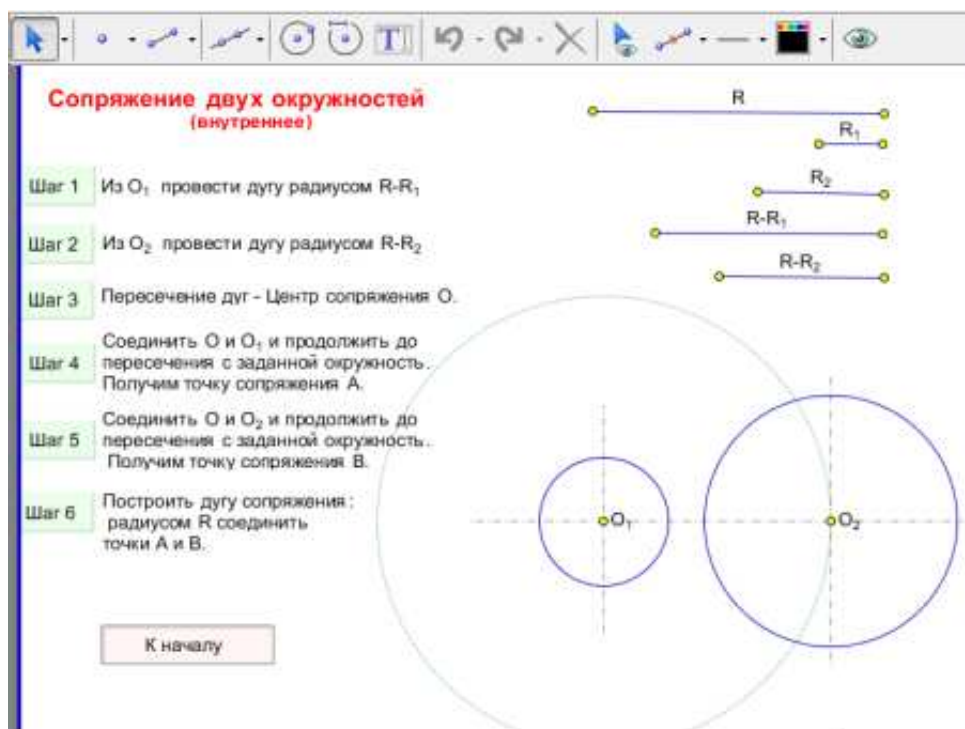 Сопряжение двух окружностей
(внутреннее)
Шаг 1 Из O₁ провести дугу радиусом R-R₁
Шаг 2 Из O₂ провести дугу радиусом R-R₂
Шаг 3 Пересечение дуг - Центр сопряжения О.
Шаг 4 Соединить О и О₁ и продолжить до
пересечения с заданной окружность.
Получим точку сопряжения А.
Шаг 5 Соединить О и О₂ и продолжить до
пересечения с заданной окружность.
Получим точку сопряжения В.
Шаг 6 Построить дугу сопряжения:
радиусом R соединить
точки А и В.
К началу
R
R₁
R₂
R-R₁
R-R₂
O₁
O₂